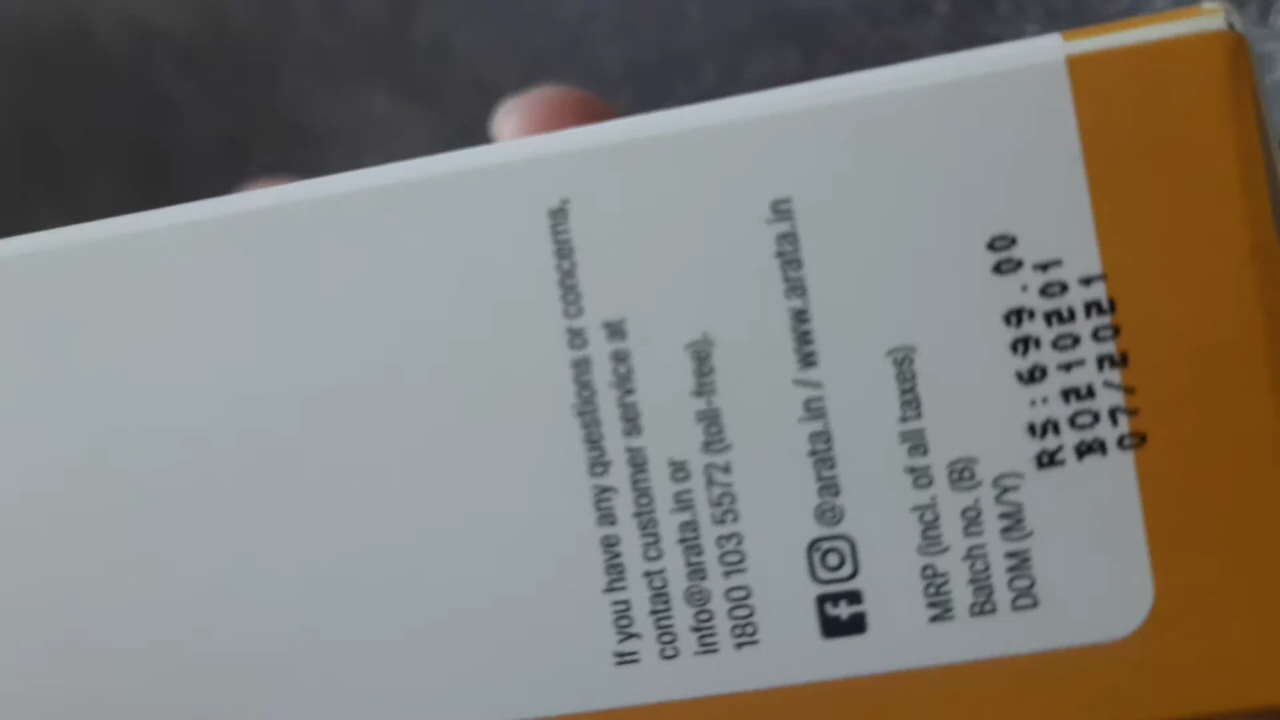 If you have any questions or concerns,
contact customer service at
info@arata.in or
1800 103 5572 (toll-free).
@arata.in / www.arata.in
MRP (incl. of all taxes)
Batch no. (B)
DOM (M/Y)
RS:699.00
B0210201
07/2021